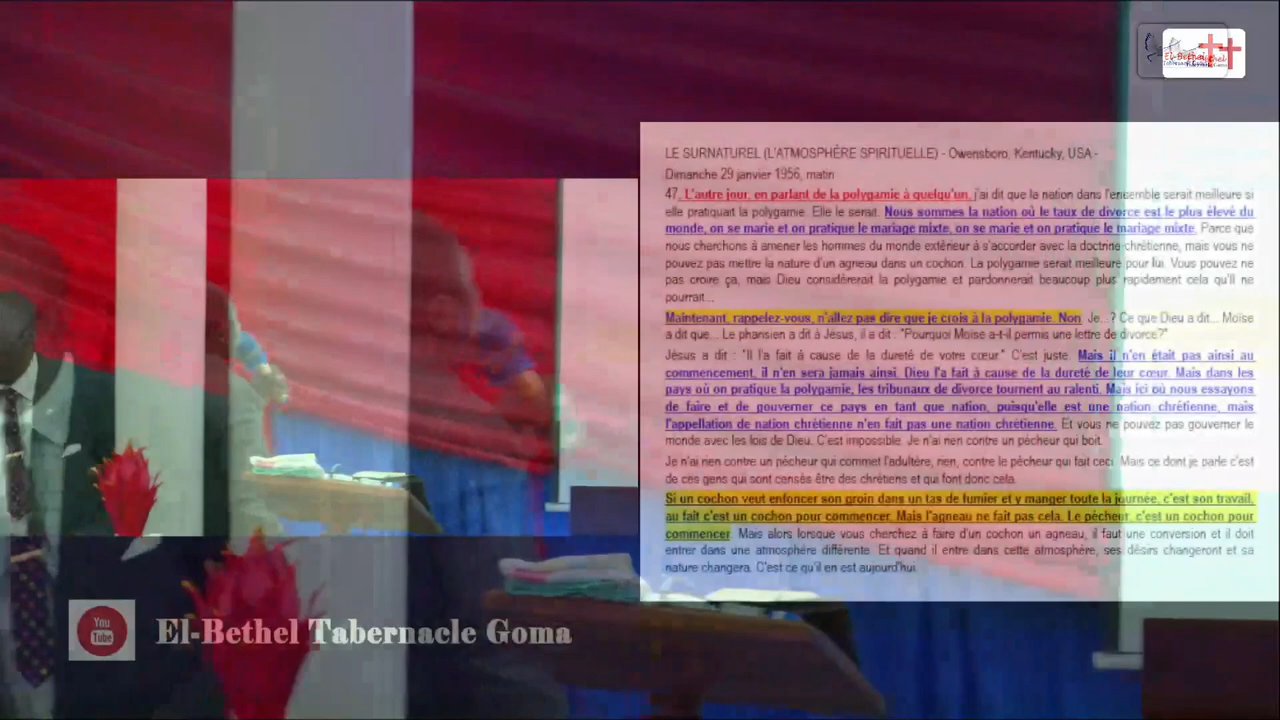 El-Bethel
LE SURNATUREL (L'ATMOSPHÈRE SPIRITUELLE) - Owensboro, Kentucky, USA -
Dimanche 29 janvier 1956, matin
47. L'autre jour, en parlant de la polygamie à quelqu'un, j'ai dit que la nation dans l'ensemble serait meilleure si
elle pratiquait la polygamie. Elle le serait. Nous sommes la nation où le taux de divorce est le plus élevé du
monde, on se marie et on pratique le mariage mixte, on se marie et on pratique le mariage mixte. Parce que
nous cherchons à amener les hommes du monde extérieur à s'accorder avec la doctrine chrétienne, mais vous ne
pouvez pas mettre la nature d'un agneau dans un cochon. La polygamie serait meilleure pour lui. Vous pouvez ne
pas croire ça, mais Dieu considérerait la polygamie et pardonnerait beaucoup plus rapidement cela qu'Il ne
pourrait...
Maintenant, rappelez-vous, n'allez pas dire que je crois à la polygamie. Non. Je...? Ce que Dieu a dit... Moïse
a dit que... Le pharisien a dit à Jésus, il a dit : "Pourquoi Moïse a-t-il permis une lettre de divorce?"
Jésus a dit : "Il l'a fait à cause de la dureté de votre cœur." C'est juste. Mais il n'en était pas ainsi au
commencement, il n'en sera jamais ainsi. Dieu l'a fait à cause de la dureté de leur cœur. Mais dans les
pays où on pratique la polygamie, les tribunaux de divorce tournent au ralenti. Mais ici où nous essayons
de faire et de gouverner ce pays en tant que nation, puisqu'elle est une nation chrétienne, mais
l'appellation de nation chrétienne n'en fait pas une nation chrétienne. Et vous ne pouvez pas gouverner le
monde avec les lois de Dieu. C'est impossible. Je n'ai rien contre un pécheur qui boit.
Je n'ai rien contre un pécheur qui commet l'adultère, rien, contre le pécheur qui fait ceci. Mais ce dont je parle c'est
de ces gens qui sont censés être des chrétiens et qui font donc cela.
Si un cochon veut enfoncer son groin dans un tas de fumier et y manger toute la journée, c'est son travail,
au fait c'est un cochon pour commencer. Mais l'agneau ne fait pas cela. Le pécheur, c'est un cochon pour
commencer. Mais alors lorsque vous cherchez à faire d'un cochon un agneau, il faut une conversion et il doit
entrer dans une atmosphère différente. Et quand il entre dans cette atmosphère, ses désirs changeront et sa
nature changera. C'est ce qu'il en est aujourd'hui.
You
Tube
El-Bethel Tabernacle Goma